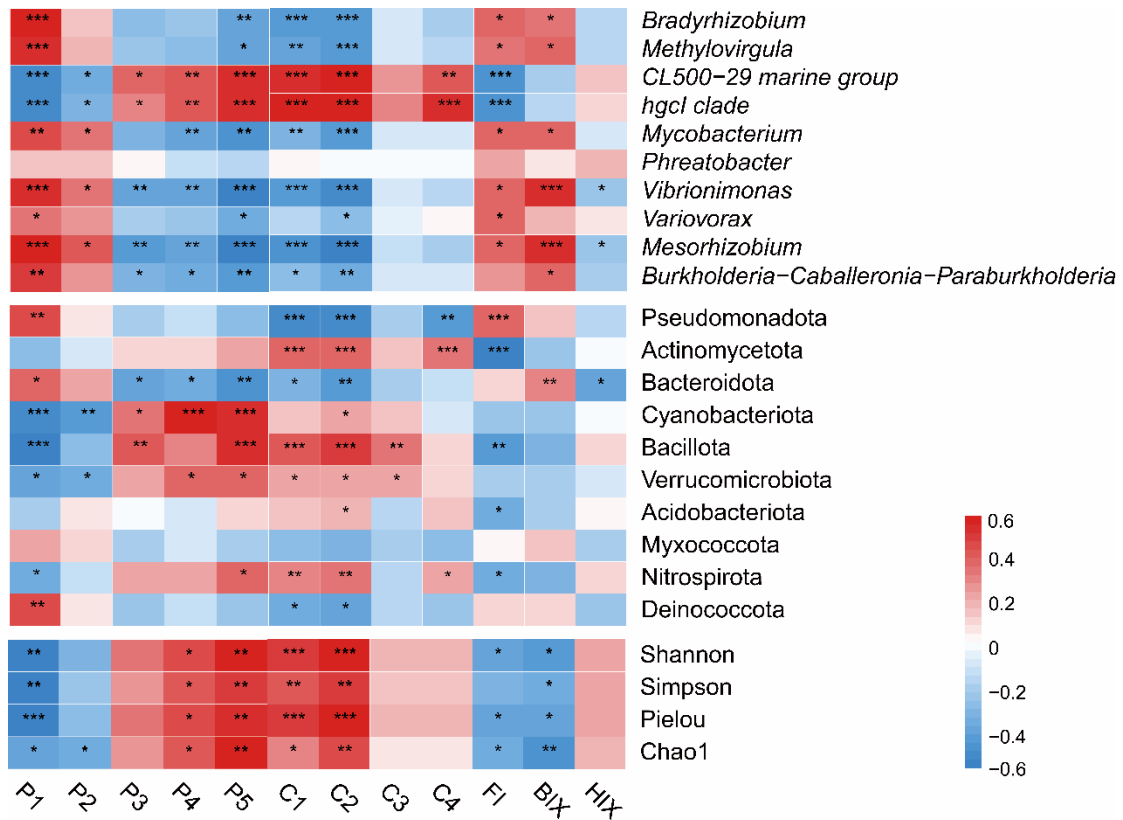 *** ** *** *** * * Bradyrhizobium
*** * ** *** * * Methylovirgula
*** * * ** *** *** *** ** *** CL500−29 marine group
*** * * ** *** *** *** *** *** hgcI clade
** * ** ** ** *** * * Mycobacterium
Phreatobacter
*** * ** ** *** *** *** * *** * Vibrionimonas
* * * * Variovorax
*** * ** ** *** *** *** * *** * Mesorhizobium
** * * ** * ** * Burkholderia−Caballeronia−Paraburkholderia
** *** *** ** *** Pseudomonadota
*** *** *** *** Actinomycetota
* * * ** * ** ** * Bacteroidota
*** ** * *** *** * Cyanobacteriota
*** ** *** *** *** ** ** Bacillota
* * * * * * * Verrucomicrobiota
* * Acidobacteriota
Myxococcota
* * ** ** * * Nitrospirota
** * * Deinococcota
** * ** *** *** * * Shannon
** * ** ** ** * Simpson
*** * ** *** *** * * Pielou
* * * ** * ** * ** Chao1
0.6
0.4
0.2
0
−0.2
−0.4
−0.6
P1 P2 P3 P4 P5 C1 C2 C3 C4 FI BIX HIX